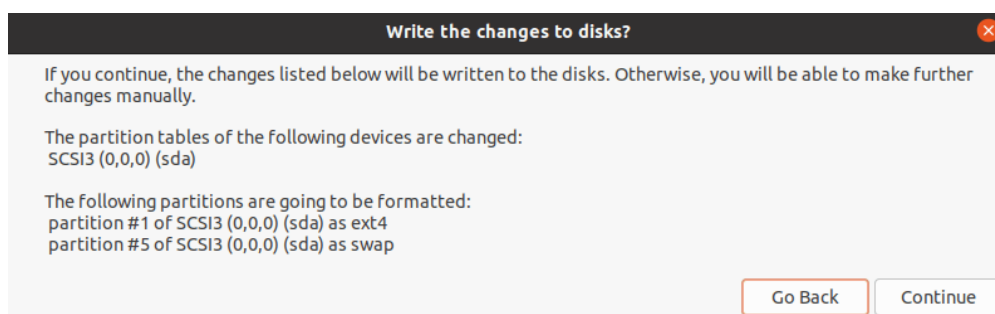 Write the changes to disks?
If you continue, the changes listed below will be written to the disks. Otherwise, you will be able to make further
changes manually.
The partition tables of the following devices are changed:
SCSI3 (0,0,0) (sda)
The following partitions are going to be formatted:
partition #1 of SCSI3 (0,0,0) (sda) as ext4
partition #5 of SCSI3 (0,0,0) (sda) as swap
Go Back
Continue